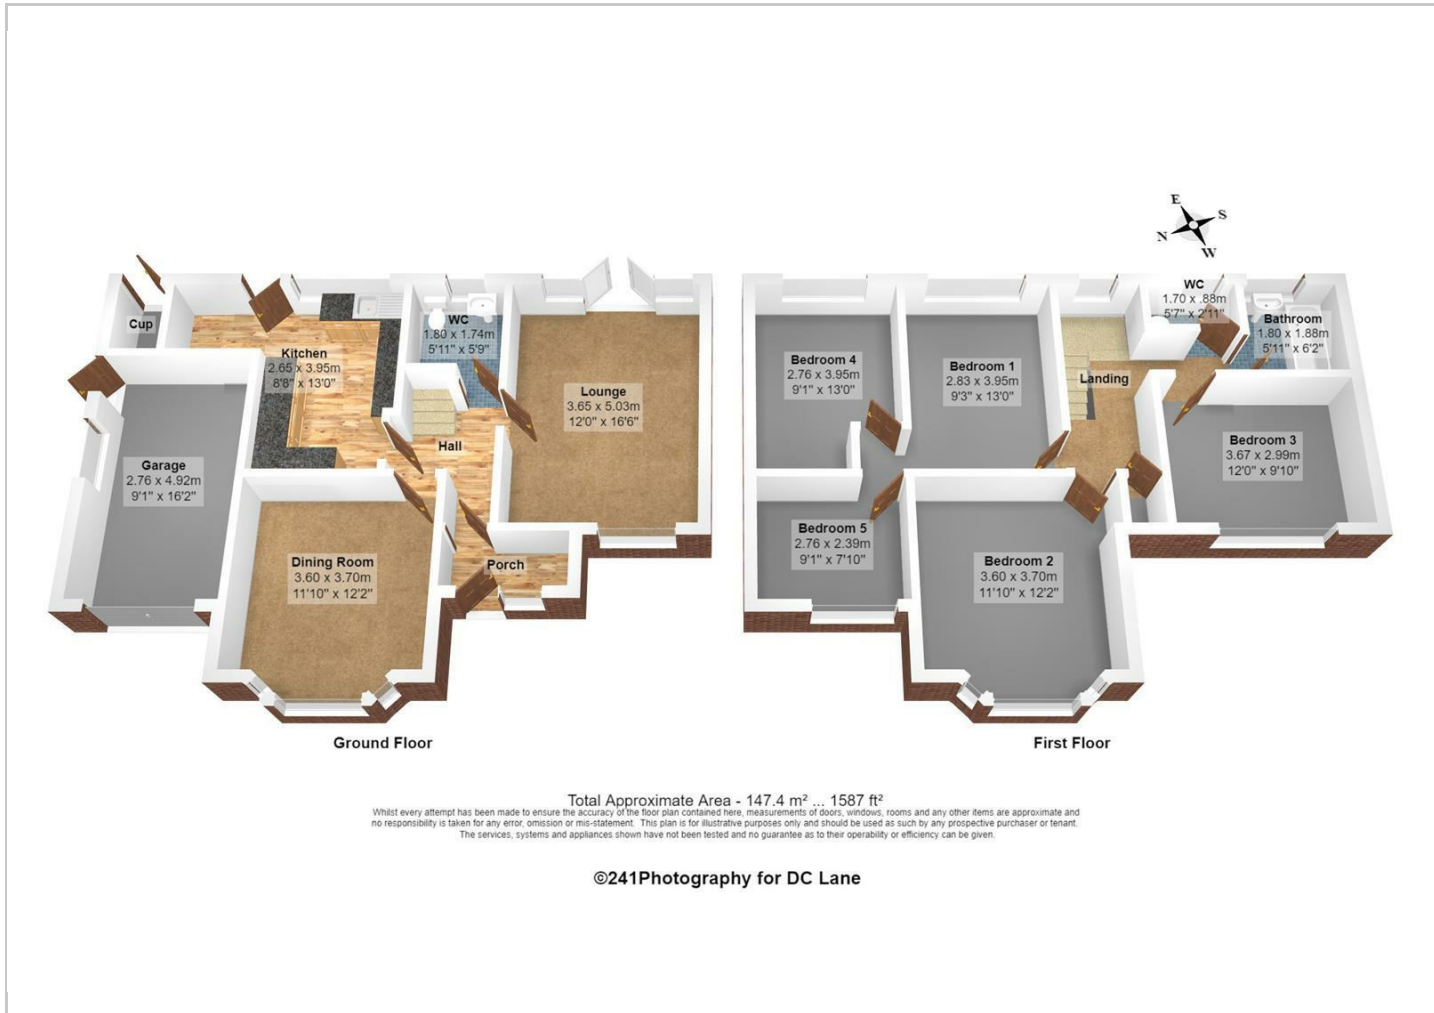 E
S
N
W
Cup
Kitchen
2.65 x 3.95m
8'8" x 13'0"
WC
1.80 x 1.74m
5'11" x 5'9"
Lounge
3.65 x 5.03m
12'0" x 16'6"
Hall
Garage
2.76 x 4.92m
9'1" x 16'2"
Dining Room
3.60 x 3.70m
11'10" x 12'2"
Porch
Ground Floor
WC
1.70 x .88m
5'7" x 2'11"
Bathroom
1.80 x 1.88m
5'11" x 6'2"
Bedroom 4
2.76 x 3.95m
9'1" x 13'0"
Bedroom 1
2.83 x 3.95m
9'3" x 13'0"
Landing
Bedroom 3
3.67 x 2.99m
12'0" x 9'10"
Bedroom 5
2.76 x 2.39m
9'1" x 7'10"
Bedroom 2
3.60 x 3.70m
11'10" x 12'2"
First Floor
Total Approximate Area - 147.4 m² ... 1587 ft²
Whilst every attempt has been made to ensure the accuracy of the floor plan contained here, measurements of doors, windows, rooms and any other items are approximate and
no responsibility is taken for any error, omission or mis-statement. This plan is for illustrative purposes only and should be used as such by any prospective purchaser or tenant.
The services, systems and appliances shown have not been tested and no guarantee as to their operability or efficiency can be given.
©241Photography for DC Lane